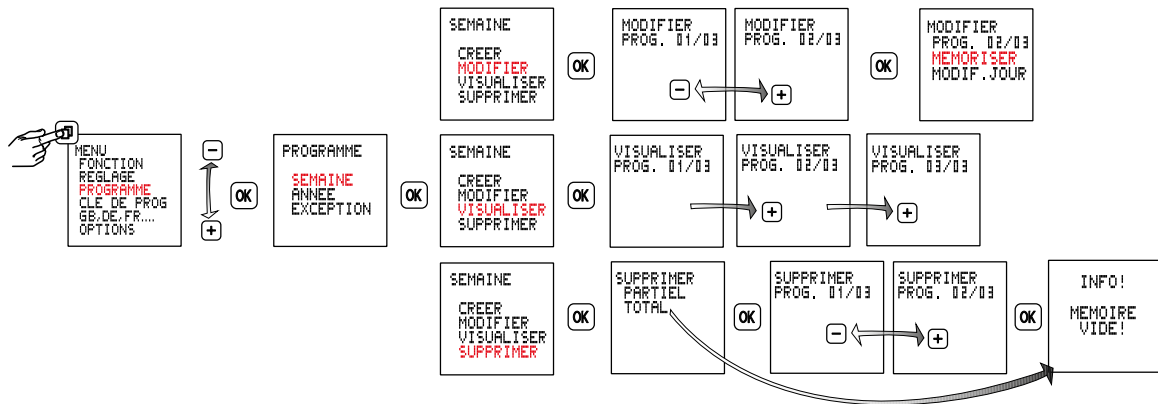 SEMAINE
CREER
MODIFIER
VISUALISER
SUPPRIMER
OK
MODIFIER
PROG. 01/03
-
MODIFIER
PROG. 02/03
+
OK
MODIFIER
PROG. 02/03
MEMORISER
MODIF.JOUR
MENU
FONCTION
REGLAGE
PROGRAMME
CLE DE PROG
GB,DE,FR....
OPTIONS
-
+
OK
PROGRAMME
SEMAINE
ANNEE
EXCEPTION
OK
SEMAINE
CREER
MODIFIER
VISUALISER
SUPPRIMER
OK
VISUALISER
PROG. 01/03
VISUALISER
PROG. 02/03
+
VISUALISER
PROG. 03/03
+
SEMAINE
CREER
MODIFIER
VISUALISER
SUPPRIMER
OK
SUPPRIMER
PARTIEL
TOTAL
OK
SUPPRIMER
PROG. 01/03
-
SUPPRIMER
PROG. 02/03
+
OK
INFO!
MEMOIRE
VIDE!